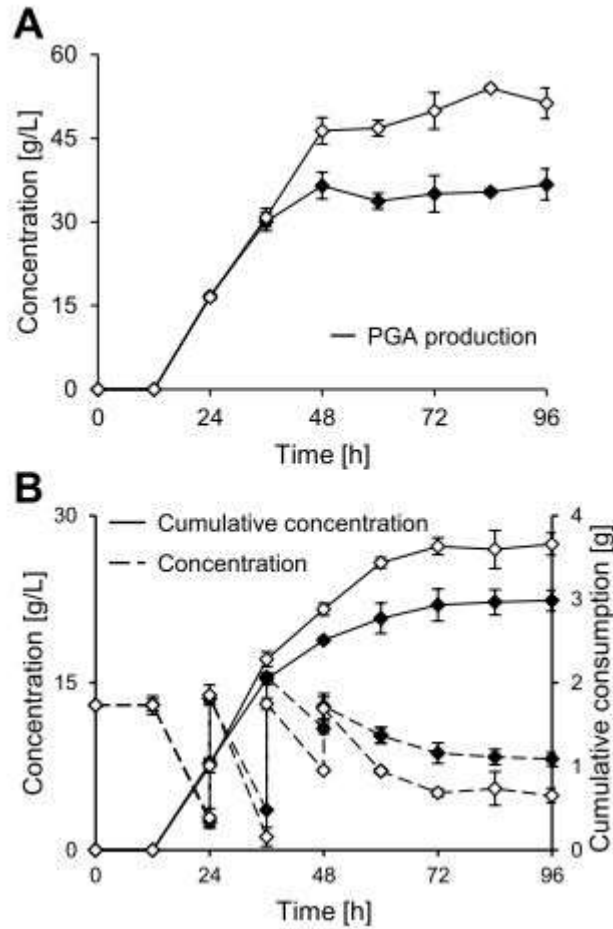 A
60
45
30
15
0
Concentration [g/L]
PGA production
0 24 48 72 96
Time [h]
B
30
15
0
Concentration [g/L]
Cumulative concentration
Concentration
4
3
2
1
0
Cumulative consumption [g]
0 24 48 72 96
Time [h]